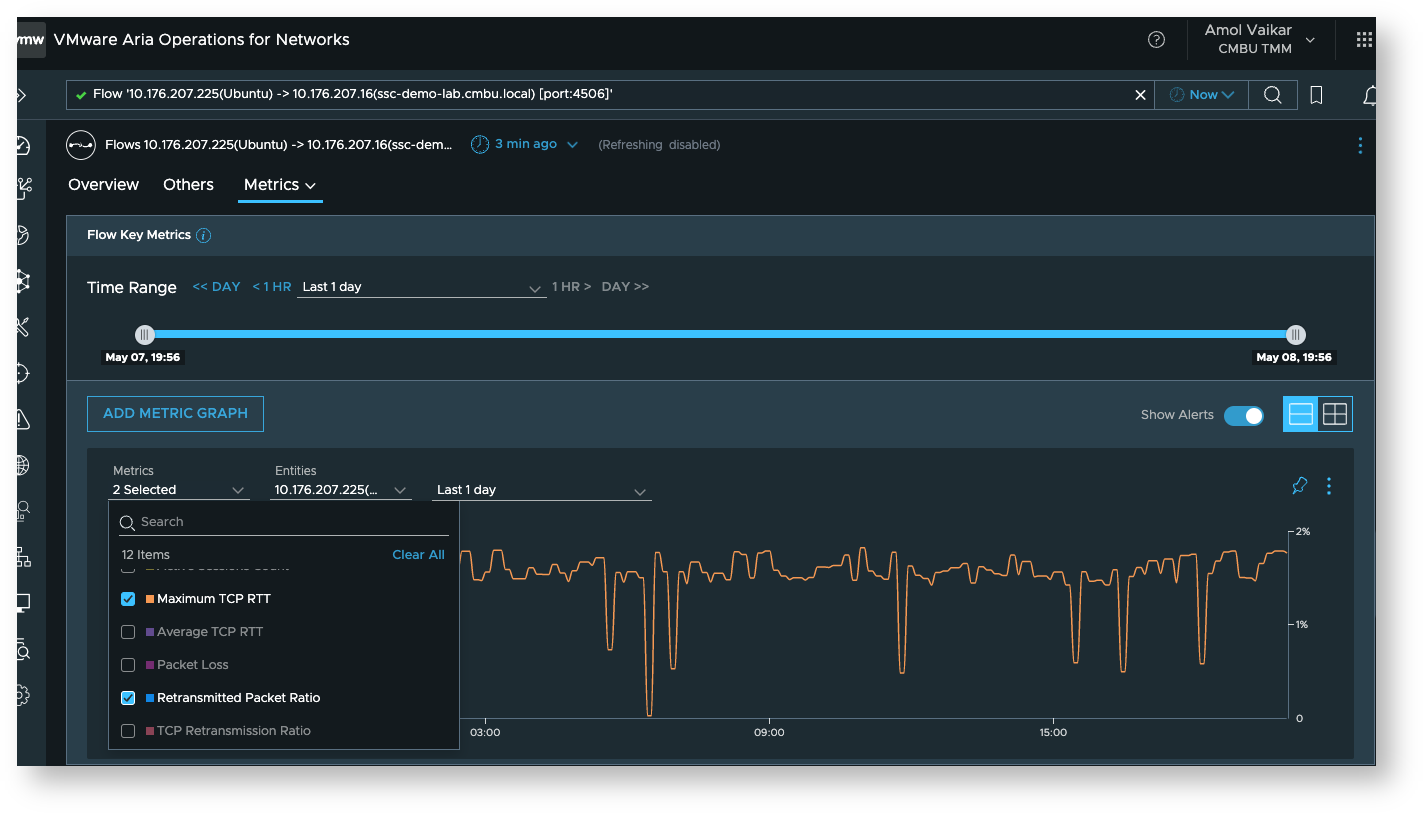 vmw VMware Aria Operations for Networks
Amol Vaikar
CMBU TMM
Flow '10.176.207.225(Ubuntu) -> 10.176.207.16(ssc-demo-lab.cmbu.local) [port:4506]'
Now
Flows 10.176.207.225(Ubuntu) -> 10.176.207.16(ssc-dem...
3 min ago
(Refreshing disabled)
Overview Others Metrics
Flow Key Metrics
Time Range << DAY < 1 HR Last 1 day 1 HR > DAY >>
May 07, 19:56
May 08, 19:56
ADD METRIC GRAPH
Show Alerts
Metrics
2 Selected
Entities
10.176.207.225(...
Last 1 day
Search
12 Items
Clear All
Maximum TCP RTT
Average TCP RTT
Packet Loss
Retransmitted Packet Ratio
TCP Retransmission Ratio
2%
1%
0
03:00
09:00
15:00